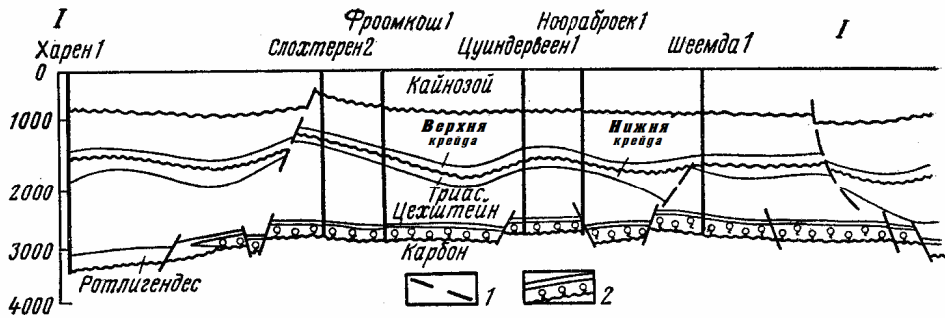 I
Фроомкош 1
Ноораброек 1
I
Харен 1
Слохтерен 2
Цуиндервеен 1
Шеемда 1
0
Кайнозой
1000
Верхня
крейда
Нижня
крейда
2000
Триас,
Цехштейн
3000
Карбон
Ротлигендес
1
2
4000